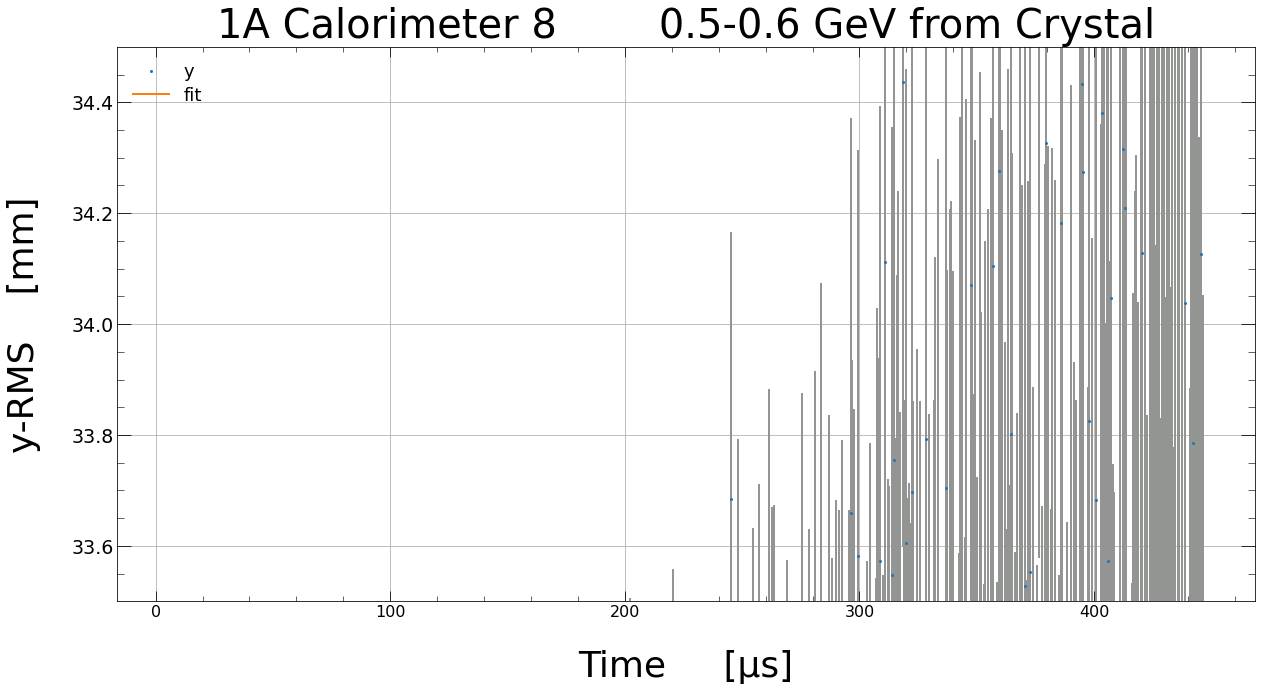 1A Calorimeter 8 0.5-0.6 GeV from Crystal
y
fit
34.4
34.2
34.0
33.8
33.6
y-RMS [mm]
0 100 200 300 400
Time [µs]